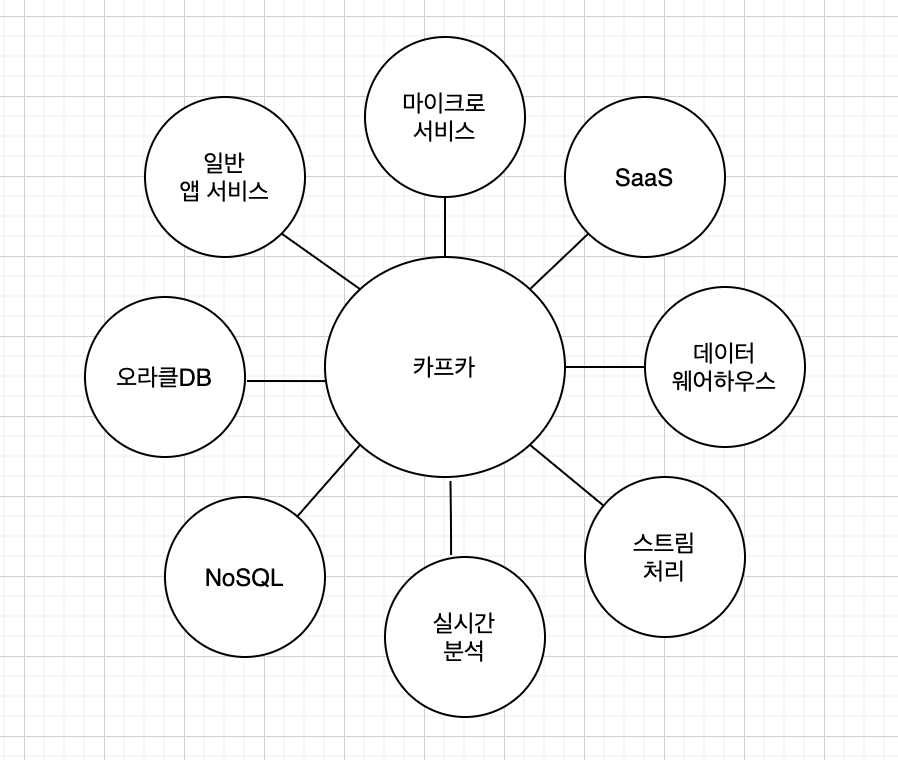 마이크로
서비스
일반
앱 서비스
SaaS
카프카
데이터
웨어하우스
오라클DB
스트림
처리
NoSQL
실시간
분석